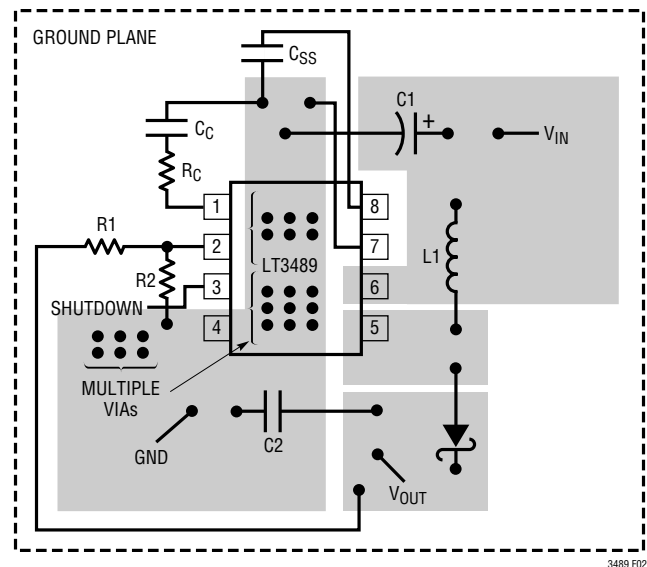 GROUND PLANE
CSS
C1
+
VIN
CC
RC
1
8
R1
2
7
L1
LT3489
R2
3
6
SHUTDOWN
4
5
MULTIPLE
VIAs
GND
C2
VOUT
3489 F02